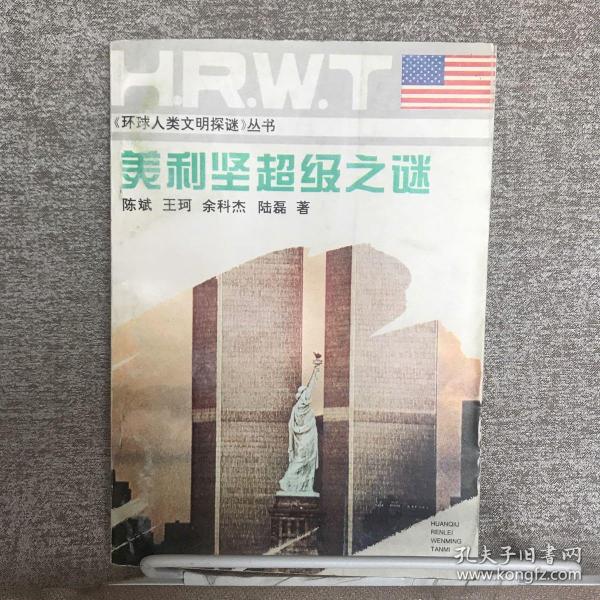 H.R.W.T
《环球人类文明探谜》丛书
美利坚超级之谜
陈斌 王珂 余科杰 陆磊 著
HUANQIU
RENLEI
WENMING
TANMI
孔夫子旧书网
www.kongfz.com